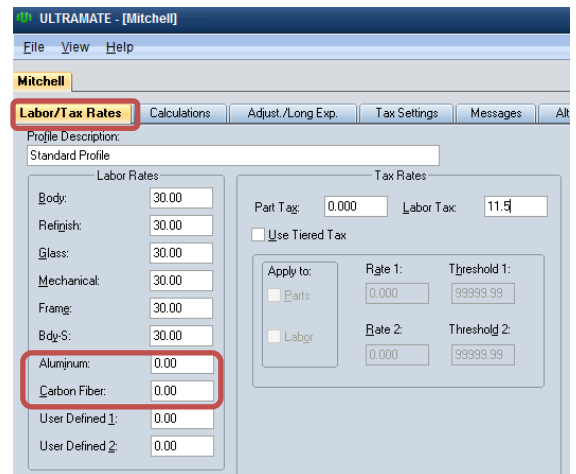 ULTRAMATE - [Mitchell]
File View Help
Mitchell
Labor/Tax Rates Calculations Adjust./Long Exp. Tax Settings Messages Alt
Profile Description:
Standard Profile
Labor Rates
Body: 30.00
Refinish: 30.00
Glass: 30.00
Mechanical: 30.00
Frame: 30.00
Bdy-S: 30.00
Aluminum: 0.00
Carbon Fiber: 0.00
User Defined 1: 0.00
User Defined 2: 0.00
Tax Rates
Part Tax: 0.000 Labor Tax: 11.5
Use Tiered Tax
Apply to: Rate 1: Threshold 1:
Parts 0.000 99999.99
Rate 2: Threshold 2:
Labor 0.000 99999.99